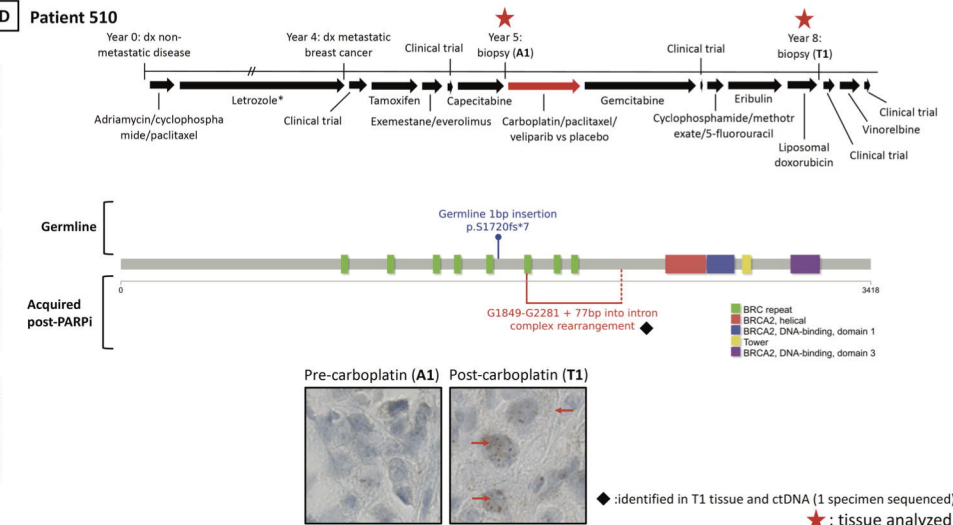 D
Patient 510
Year 0: dx non-
metastatic disease
Year 4: dx metastatic
breast cancer
Clinical trial
Year 5:
biopsy (A1)
Clinical trial
Year 8:
biopsy (T1)
Letrozole*
Tamoxifen
Capecitabine
Gemcitabine
Eribulin
Adriamycin/cyclophospha
mide/paclitaxel
Clinical trial
Exemestane/everolimus
Carboplatin/paclitaxel/
veliparib vs placebo
Cyclophosphamide/methotr
exate/5-fluorouracil
Liposomal
doxorubicin
Clinical trial
Vinorelbine
Clinical trial
Germline
Germline 1bp insertion
p.S1720fs*7
0
3418
Acquired
post-PARPi
G1849-G2281 + 77bp into intron
complex rearrangement
BRC repeat
BRCA2, helical
BRCA2, DNA-binding, domain 1
Tower
BRCA2, DNA-binding, domain 3
Pre-carboplatin (A1)
Post-carboplatin (T1)
:identified in T1 tissue and ctDNA (1 specimen sequenced)
: tissue analyzed